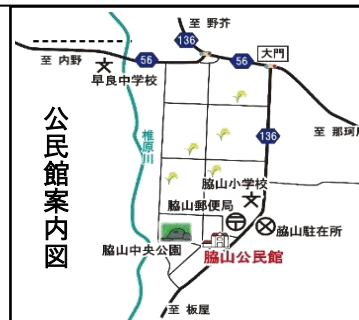 公民館案内図
至 野芥
136
大門
至 内野
56
56
早良中学校
至 那珂川
136
椎原川
脇山小学校
脇山郵便局
脇山駐在所
脇山中央公園
脇山公民館
至 板屋